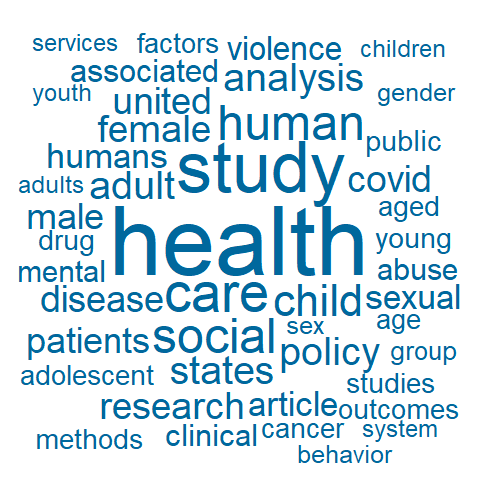 services factors violence children
associated analysis
youth united gender
female human public
humans study covid
adults adult aged
male health young
drug
mental abuse
disease care child sexual
patients social sex age
policy group
adolescent states studies
research article outcomes
methods clinical cancer system
behavior